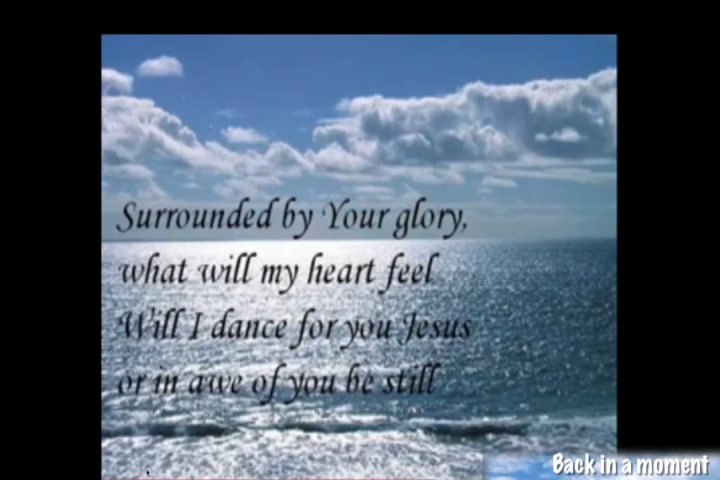 Surrounded by Your glory,
what will my heart feel
Will I dance for you Jesus
or in awe of you be still
Back in a moment